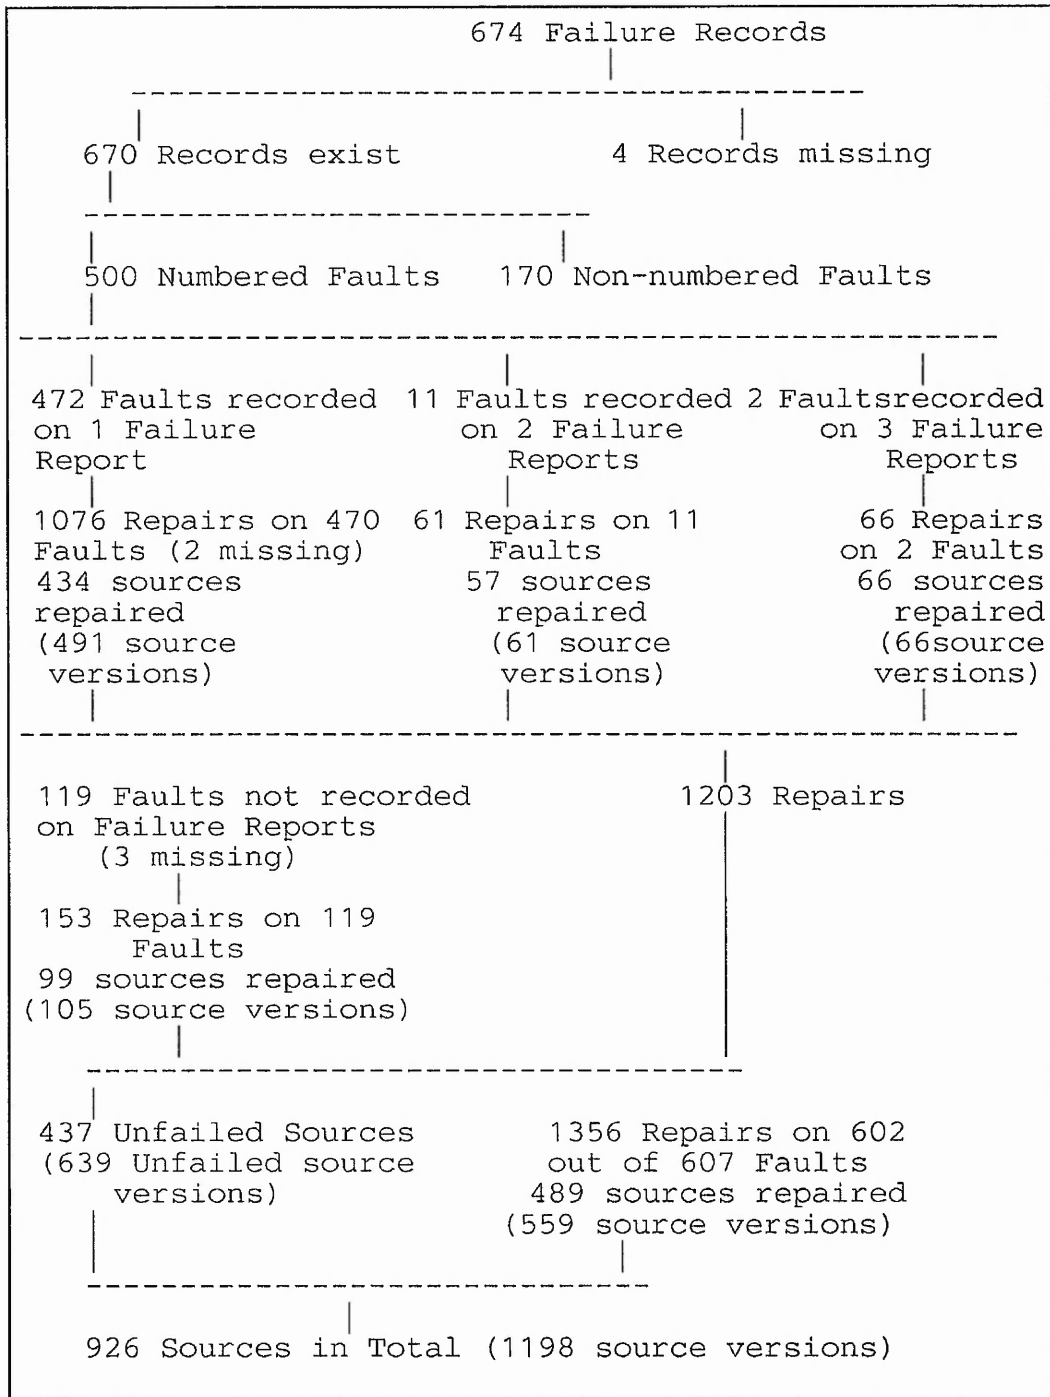 674 Failure Records
670 Records exist
4 Records missing
500 Numbered Faults
170 Non-numbered Faults
472 Faults recorded
on 1 Failure
Report
11 Faults recorded
on 2 Failure
Reports
2 Faultsrecorded
on 3 Failure
Reports
1076 Repairs on 470
Faults (2 missing)
434 sources
repaired
(491 source
versions)
61 Repairs on 11
Faults
57 sources
repaired
(61 source
versions)
66 Repairs
on 2 Faults
66 sources
repaired
(66source
versions)
119 Faults not recorded
on Failure Reports
(3 missing)
1203 Repairs
153 Repairs on 119
Faults
99 sources repaired
(105 source versions)
437 Unfailed Sources
(639 Unfailed source
versions)
1356 Repairs on 602
out of 607 Faults
489 sources repaired
(559 source versions)
926 Sources in Total (1198 source versions)